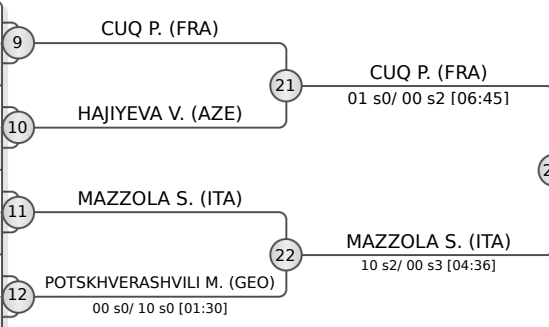 CUQ P. (FRA)
9
21
CUQ P. (FRA)
01 s0/ 00 s2 [06:45]
HAJIYEVA V. (AZE)
10
MAZZOLA S. (ITA)
11
22
MAZZOLA S. (ITA)
10 s2/ 00 s3 [04:36]
POTSKHVERASHVILI M. (GEO)
12
00 s0/ 10 s0 [01:30]